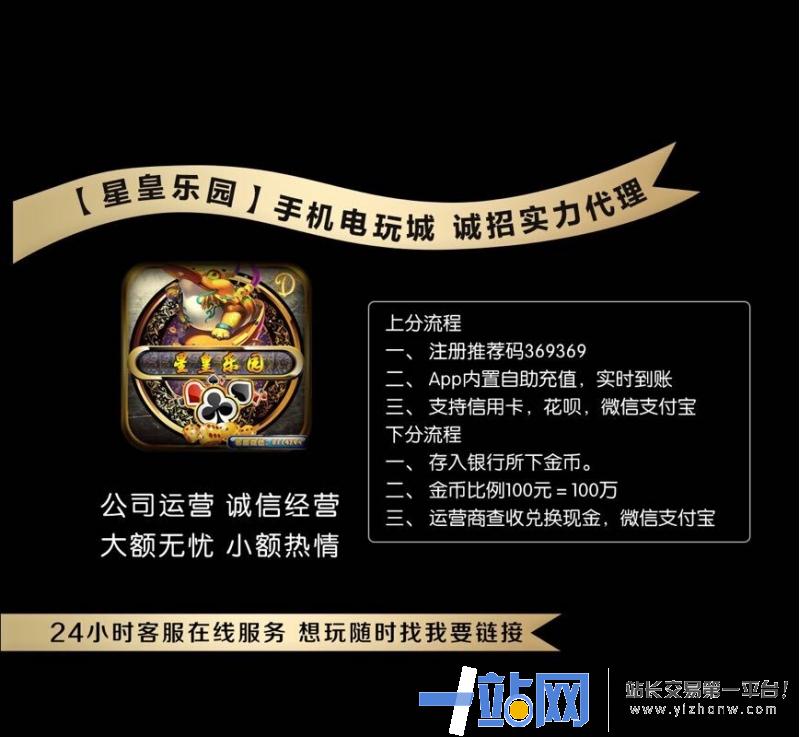 【星皇乐园】手机电玩城 诚招实力代理
D
星皇乐园
上分流程
一、注册推荐码369369
二、App内置自助充值，实时到账
三、支持信用卡，花呗，微信支付宝
下分流程
一、存入银行所下金币。
二、金币比例100元=100万
三、运营商查收兑换现金，微信支付宝
公司运营 诚信经营
大额无忧 小额热情
24小时客服在线服务 想玩随时找我要链接
一站网
站长交易第一平台！
www.yizhanw.com